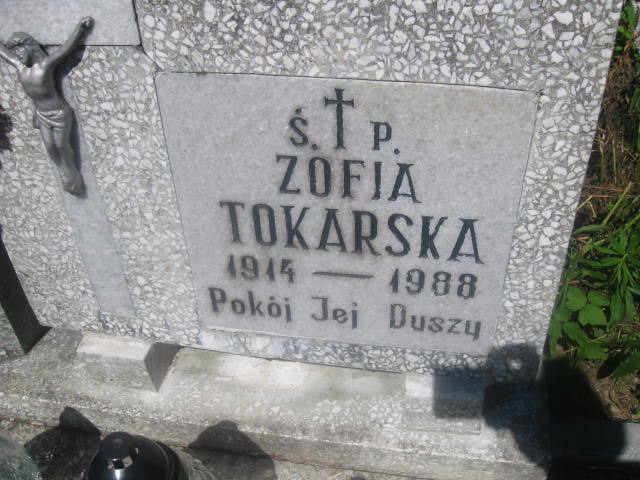 Ś. P.
ZOFIA
TOKARSKA
1914 — 1988
Pokój Jej Duszy